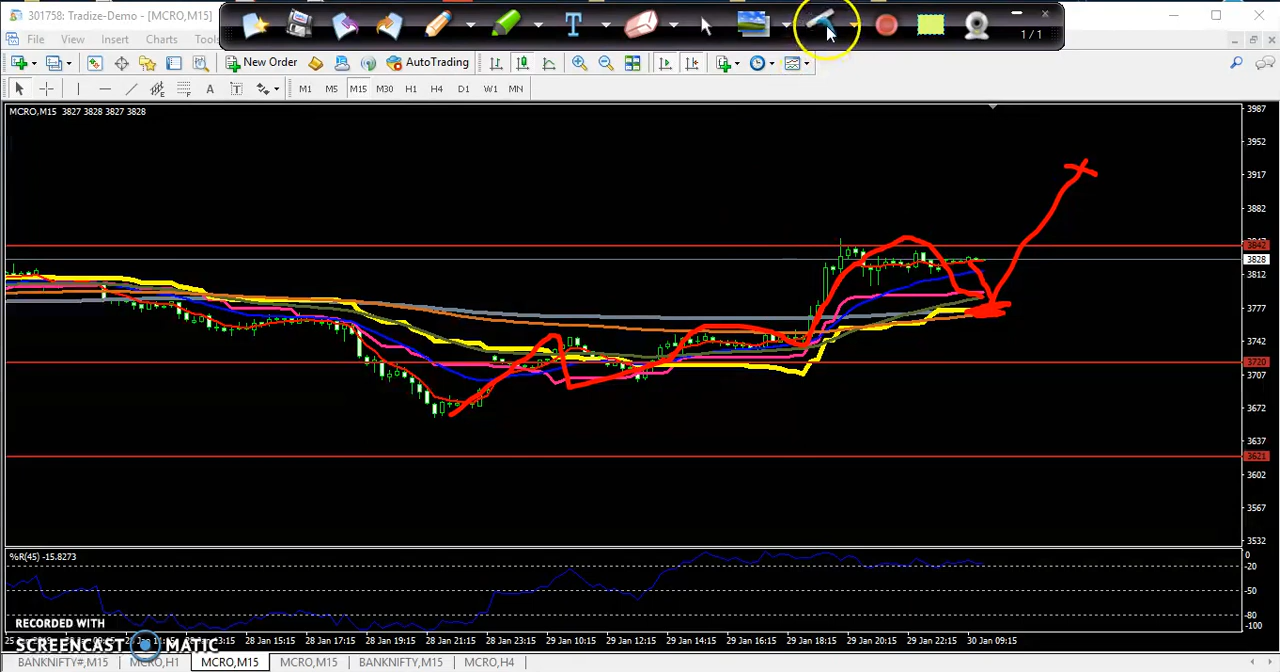 301758: Tradize-Demo - [MCRO,M15]
T
1 / 1
File View Insert Charts Tools
New Order AutoTrading
A T M1 M5 M15 M30 H1 H4 D1 W1 MN
MCRO,M15 3827 3828 3827 3828
3987
3952
3917
3882
3842
3828
3812
3777
3742
3720
3707
3672
3637
3621
3602
3567
3532
%R(45) -15.8273
0
-20
-50
-80
-100
RECORDED WITH
SCREENCAST MATIC
28 Jan 13:15 28 Jan 15:15 28 Jan 17:15 28 Jan 19:15 28 Jan 21:15 29 Jan 10:15 29 Jan 12:15 29 Jan 14:15 29 Jan 16:15 29 Jan 18:15 29 Jan 20:15 29 Jan 22:15 30 Jan 09:15
BANKNIFTY#,M15 MCRO,H1 MCRO,M15 MCRO,M15 BANKNIFTY,M15 MCRO,H4